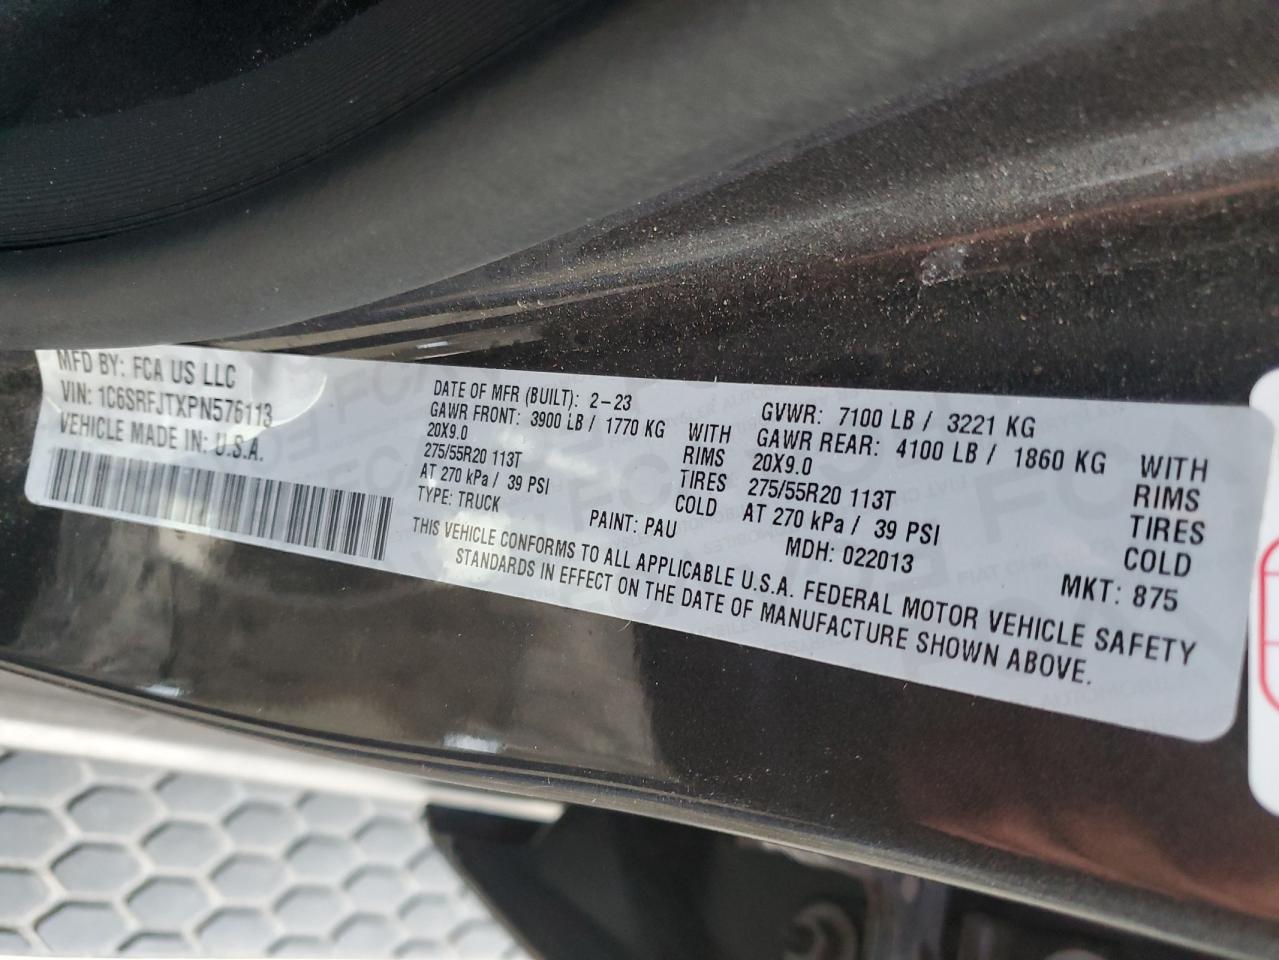 MFD BY: FCA US LLC
VIN: 1C6SRFJTXPN576113
VEHICLE MADE IN: U.S.A.
DATE OF MFR (BUILT): 2-23
GVWR: 7100 LB / 3221 KG
GAWR FRONT: 3900 LB / 1770 KG WITH
20X9.0 RIMS
275/55R20 113T TIRES
AT 270 kPa / 39 PSI COLD
GAWR REAR: 4100 LB / 1860 KG WITH
20X9.0 RIMS
275/55R20 113T TIRES
AT 270 kPa / 39 PSI COLD
TYPE: TRUCK PAINT: PAU MDH: 022013 MKT: 875
THIS VEHICLE CONFORMS TO ALL APPLICABLE U.S.A. FEDERAL MOTOR VEHICLE SAFETY
STANDARDS IN EFFECT ON THE DATE OF MANUFACTURE SHOWN ABOVE.